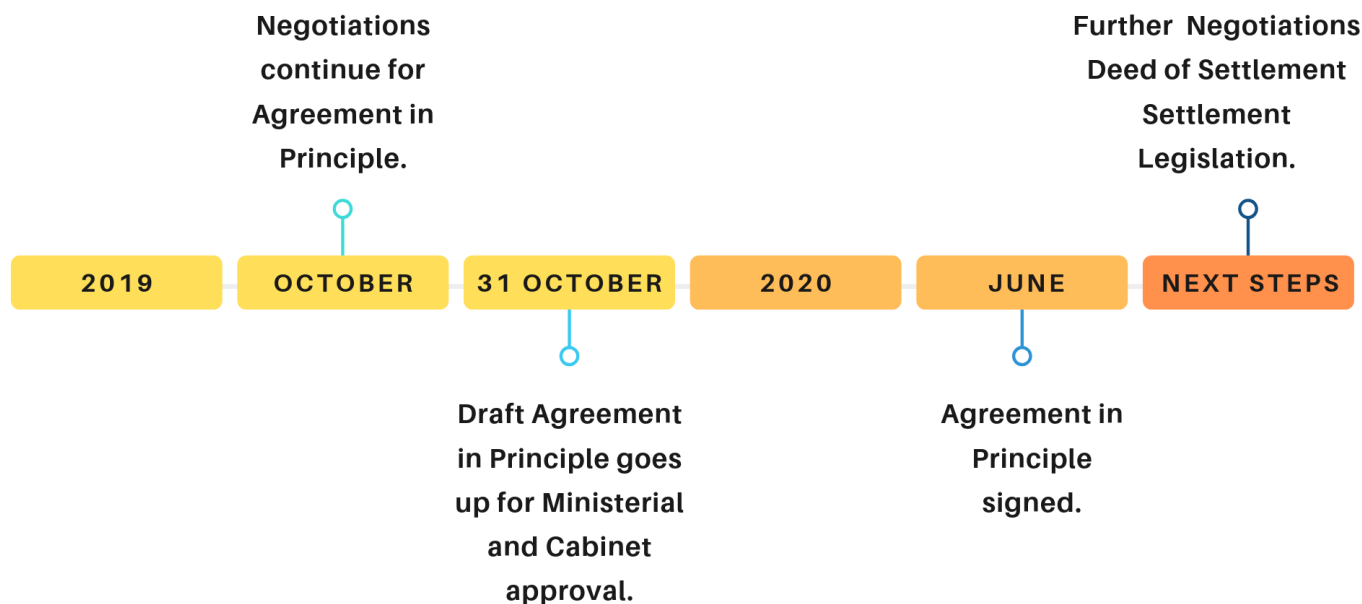 Negotiations
continue for
Agreement in
Principle.
Further Negotiations
Deed of Settlement
Settlement
Legislation.
2019
OCTOBER
31 OCTOBER
2020
JUNE
NEXT STEPS
Draft Agreement
in Principle goes
up for Ministerial
and Cabinet
approval.
Agreement in
Principle
signed.